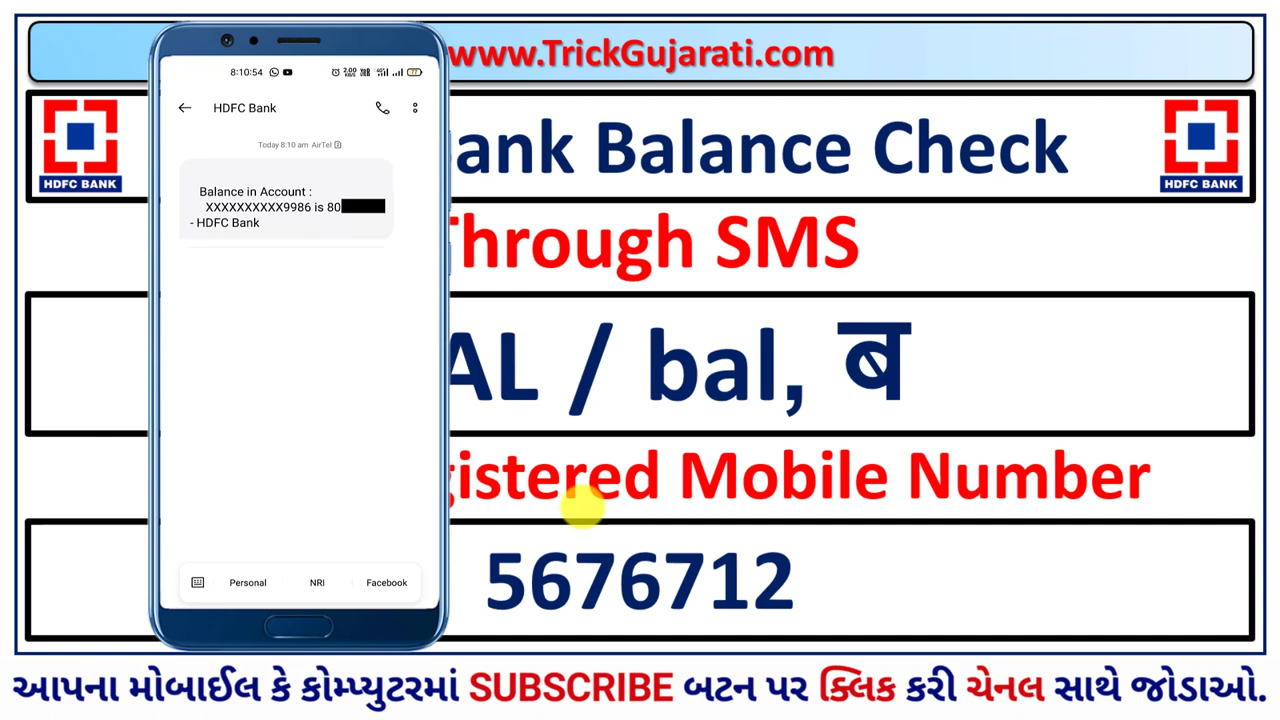 www.TrickGujarati.com
HDFC BANK
ank Balance Check
HDFC BANK
Through SMS
AL / bal, ब
gistered Mobile Number
5676712
8:10:54
77
HDFC Bank
Today 8:10 am AirTel 2
Balance in Account :
XXXXXXXXXX9986 is 80
- HDFC Bank
Personal NRI Facebook
આપના મોબાઈલ કે કોમ્પ્યુટરમાં SUBSCRIBE બટન પર ક્લિક કરી ચેનલ સાથે જોડાઓ.